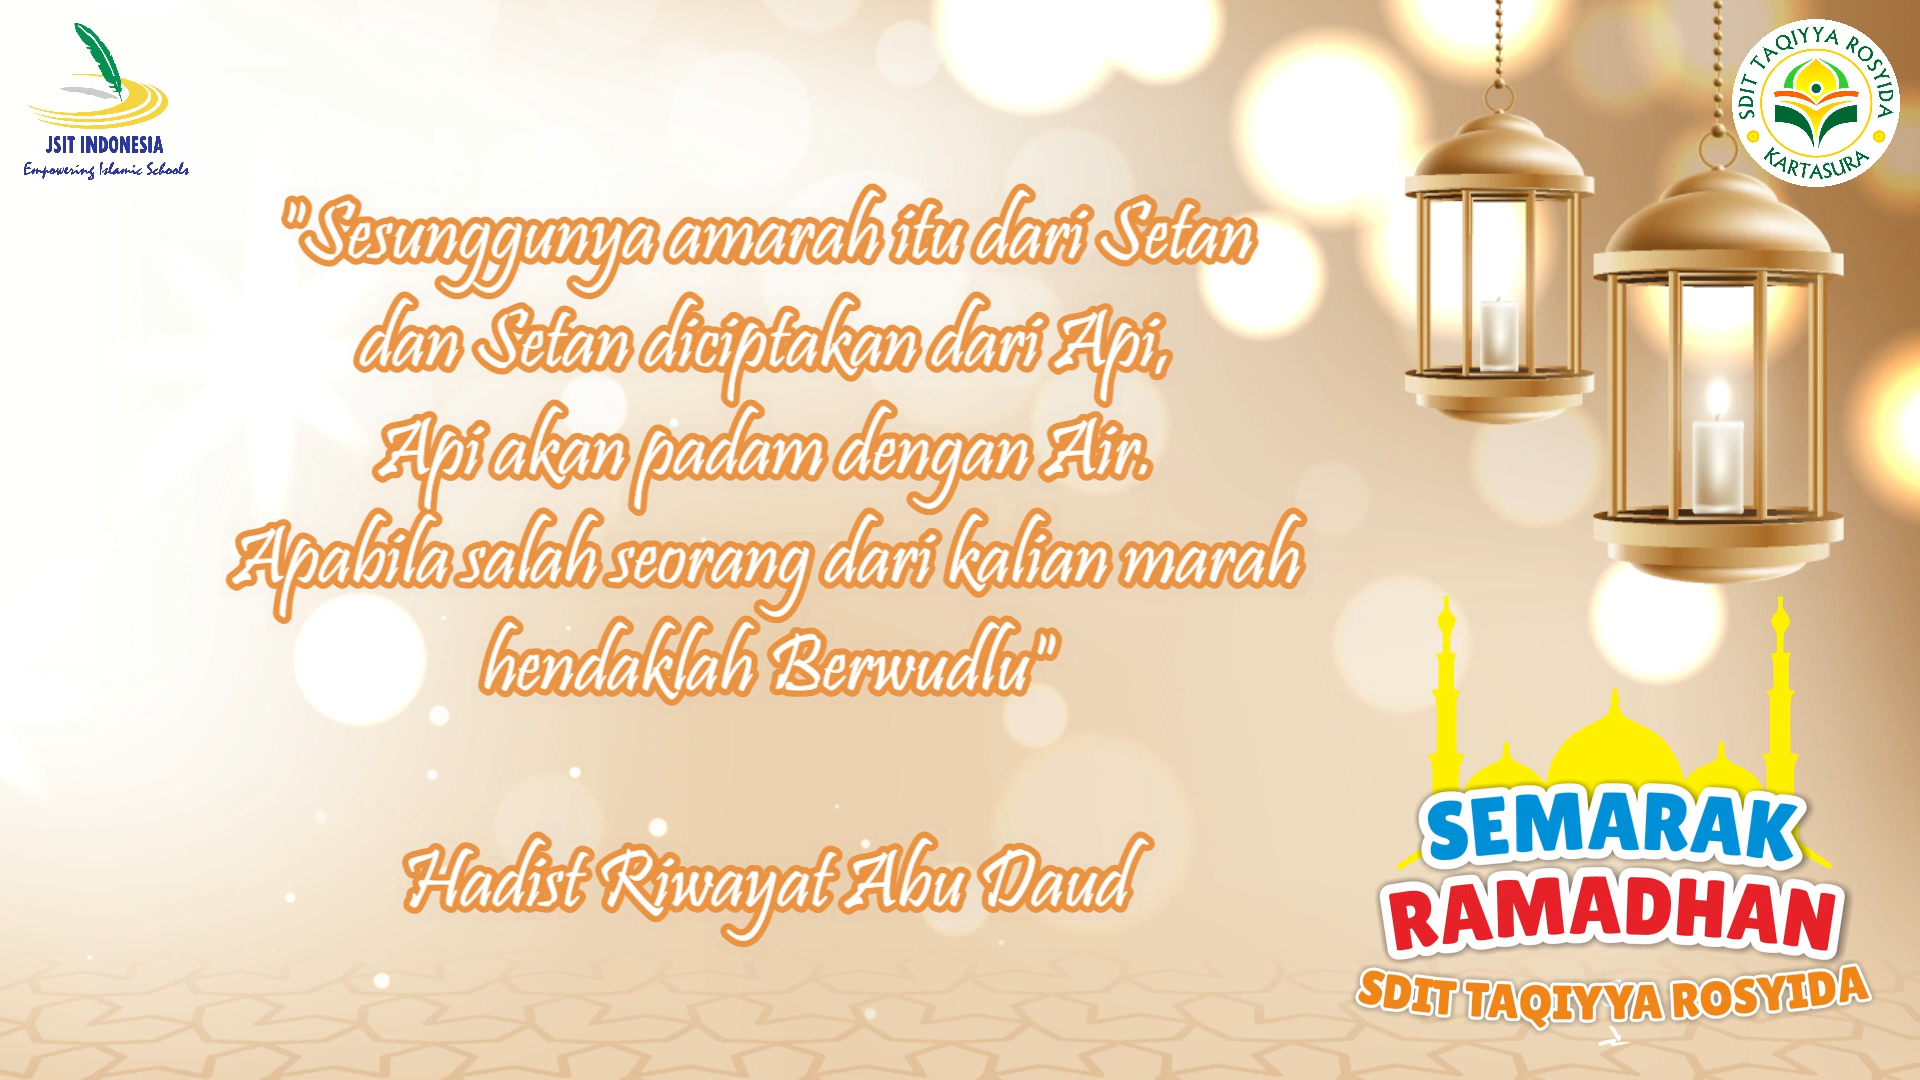 JSIT INDONESIA
Empowering Islamic Schools
SDIT TAQIYYA ROSYIDA
KARTASURA
"Sesunggunya amarah itu dari Setan
dan Setan diciptakan dari Api,
Api akan padam dengan Air.
Apabila salah seorang dari kalian marah
hendaklah Berwudlu"
Hadist Riwayat Abu Daud
SEMARAK
RAMADHAN
SDIT TAQIYYA ROSYIDA